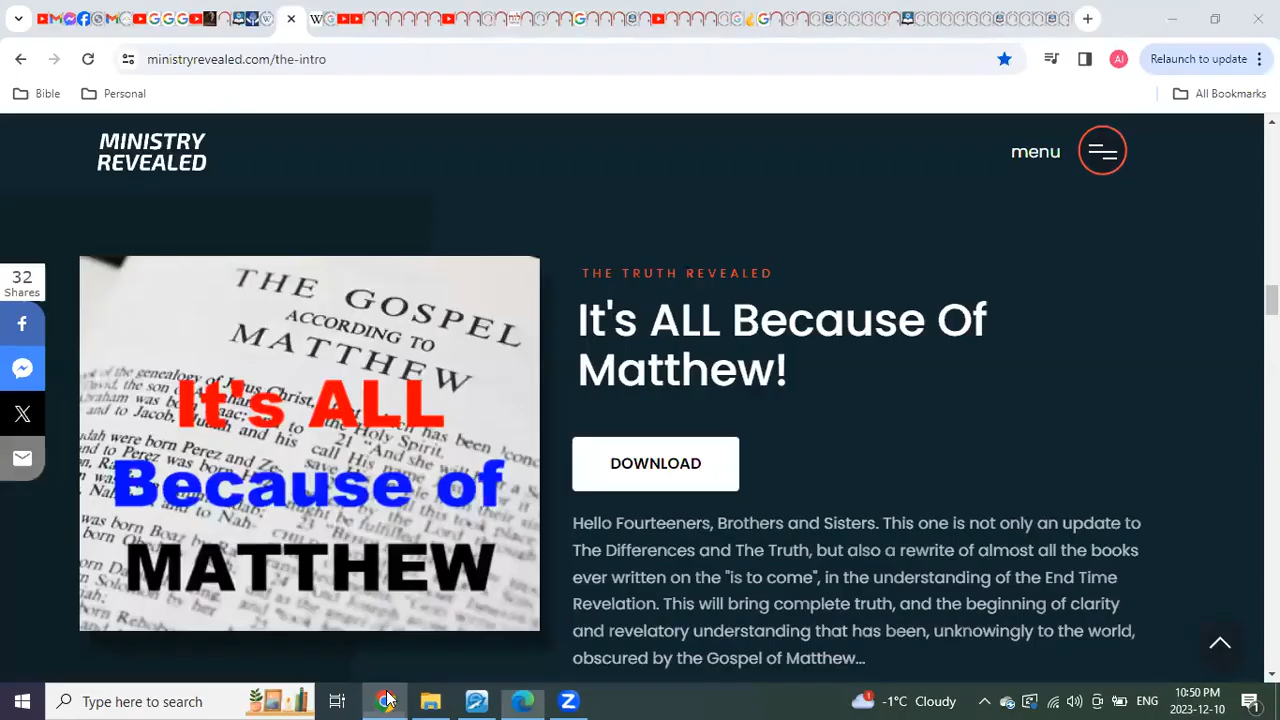 ministryrevealed.com/the-intro
Relaunch to update
Bible
Personal
All Bookmarks
MINISTRY
REVEALED
menu
32
Shares
THE GOSPEL
ACCORDING TO
MATTHEW
It's ALL
Because of
MATTHEW
THE TRUTH REVEALED
It's ALL Because Of
Matthew!
DOWNLOAD
Hello Fourteeners, Brothers and Sisters. This one is not only an update to
The Differences and The Truth, but also a rewrite of almost all the books
ever written on the "is to come", in the understanding of the End Time
Revelation. This will bring complete truth, and the beginning of clarity
and revelatory understanding that has been, unknowingly to the world,
obscured by the Gospel of Matthew...
Type here to search
-1°C Cloudy
ENG
10:50 PM
2023-12-10